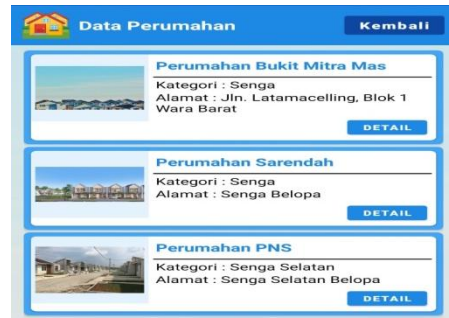 Data Perumahan
Kembali
Perumahan Bukit Mitra Mas
Kategori : Senga
Alamat : Jln. Latamacelling, Blok 1
Wara Barat
DETAIL
Perumahan Sarendah
Kategori : Senga
Alamat : Senga Belopa
DETAIL
Perumahan PNS
Kategori : Senga Selatan
Alamat : Senga Selatan Belopa
DETAIL